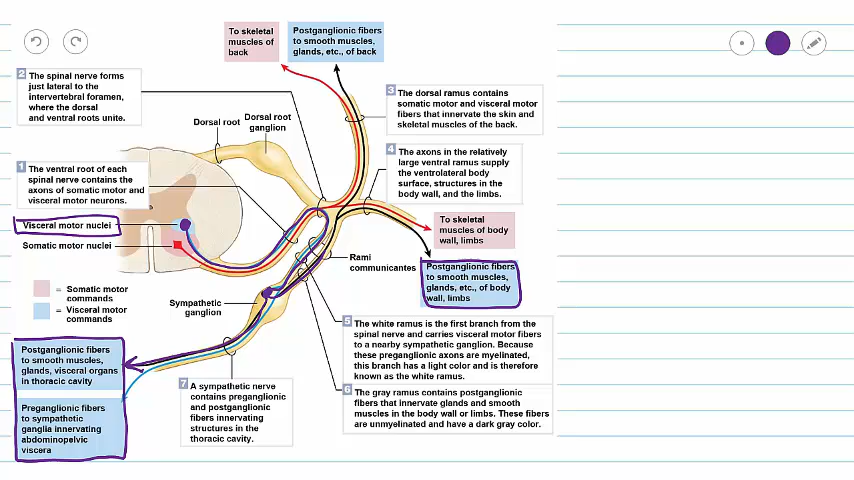 To skeletal
muscles of
back
Postganglionic fibers
to smooth muscles,
glands, etc., of back
2 The spinal nerve forms
just lateral to the
intervertebral foramen,
where the dorsal
and ventral roots unite.
3 The dorsal ramus contains
somatic motor and visceral motor
fibers that innervate the skin and
skeletal muscles of the back.
Dorsal root
Dorsal root
ganglion
4 The axons in the relatively
large ventral ramus supply
the ventrolateral body
surface, structures in the
body wall, and the limbs.
1 The ventral root of each
spinal nerve contains the
axons of somatic motor and
visceral motor neurons.
Visceral motor nuclei
Somatic motor nuclei
To skeletal
muscles of body
wall, limbs
Rami
communicantes
Postganglionic fibers
to smooth muscles,
glands, etc., of body
wall, limbs
= Somatic motor
commands
= Visceral motor
commands
Sympathetic
ganglion
5 The white ramus is the first branch from the
spinal nerve and carries visceral motor fibers
to a nearby sympathetic ganglion. Because
these preganglionic axons are myelinated,
this branch has a light color and is therefore
known as the white ramus.
Postganglionic fibers
to smooth muscles,
glands, visceral organs
in thoracic cavity
Preganglionic fibers
to sympathetic
ganglia innervating
abdominopelvic
viscera
7 A sympathetic nerve
contains preganglionic
and postganglionic
fibers innervating
structures in the
thoracic cavity.
6 The gray ramus contains postganglionic
fibers that innervate glands and smooth
muscles in the body wall or limbs. These fibers
are unmyelinated and have a dark gray color.